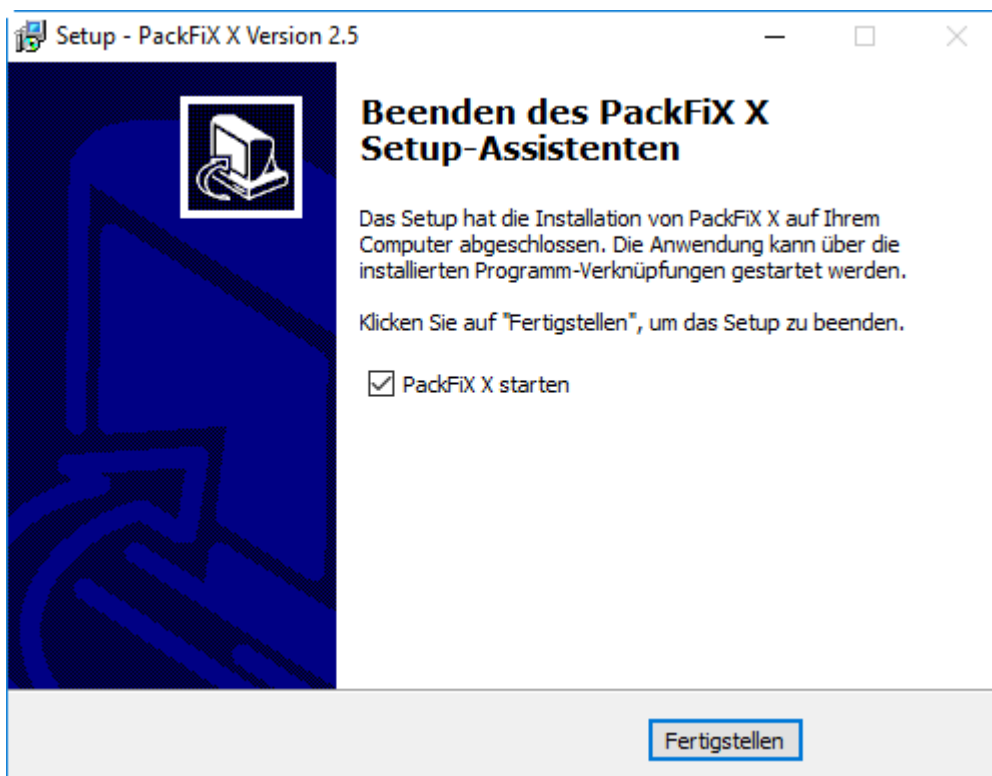 Setup - PackFiX X Version 2.5
Beenden des PackFiX X
Setup-Assistenten
Das Setup hat die Installation von PackFiX X auf Ihrem
Computer abgeschlossen. Die Anwendung kann über die
installierten Programm-Verknüpfungen gestartet werden.
Klicken Sie auf "Fertigstellen", um das Setup zu beenden.
PackFiX X starten
Fertigstellen